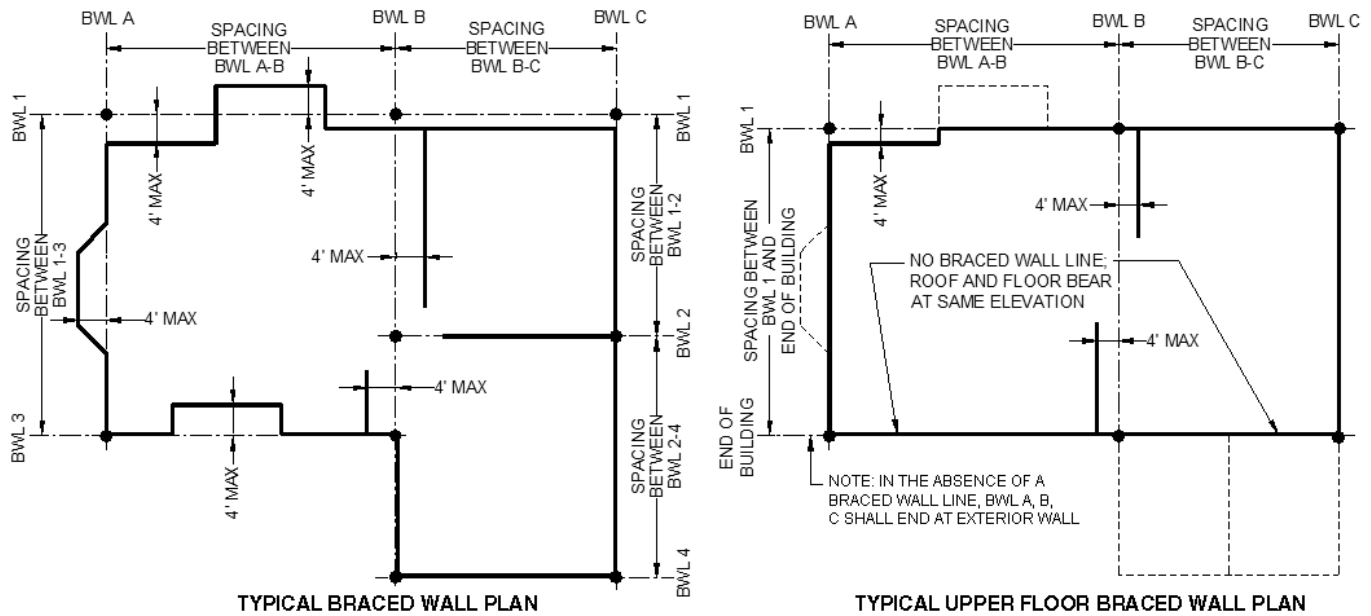 BWL A
SPACING
BETWEEN
BWL A-B
BWL B
SPACING
BETWEEN
BWL B-C
BWL C
BWL 1
BWL 1
4' MAX
4' MAX
SPACING
BETWEEN
BWL 1-3
SPACING
BETWEEN
BWL 1-2
4' MAX
4' MAX
BWL 2
4' MAX
BWL 3
4' MAX
SPACING
BETWEEN
BWL 2-4
BWL 4
TYPICAL BRACED WALL PLAN
BWL A
SPACING
BETWEEN
BWL A-B
BWL B
SPACING
BETWEEN
BWL B-C
BWL C
BWL 1
BWL 1
4' MAX
4' MAX
SPACING BETWEEN
BWL 1 AND
END OF BUILDING
NO BRACED WALL LINE;
ROOF AND FLOOR BEAR
AT SAME ELEVATION
4' MAX
END OF
BUILDING
NOTE: IN THE ABSENCE OF A
BRACED WALL LINE, BWL A, B,
C SHALL END AT EXTERIOR WALL
TYPICAL UPPER FLOOR BRACED WALL PLAN